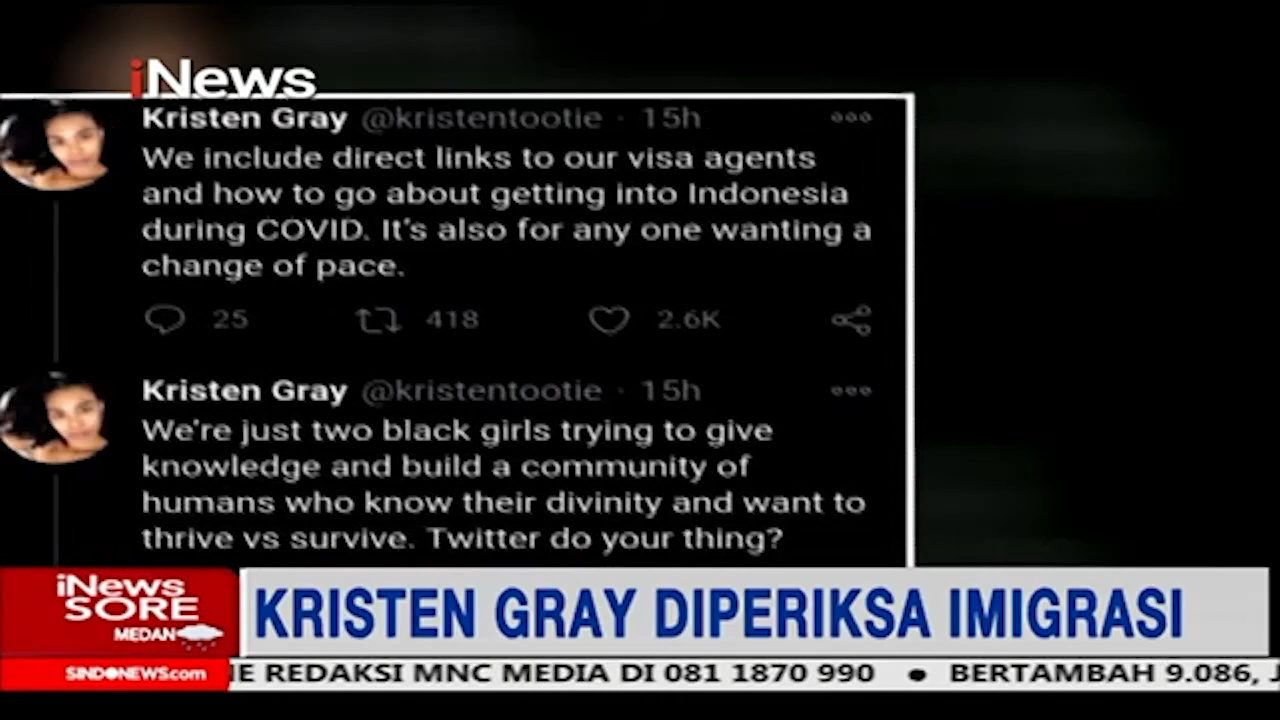 iNews
Kristen Gray @kristentootie · 15h
We include direct links to our visa agents
and how to go about getting into Indonesia
during COVID. It's also for any one wanting a
change of pace.
25 418 2.6K
Kristen Gray @kristentootie · 15h
We're just two black girls trying to give
knowledge and build a community of
humans who know their divinity and want to
thrive vs survive. Twitter do your thing?
iNews
SORE
MEDAN
KRISTEN GRAY DIPERIKSA IMIGRASI
SINDONEWS.com
REDAKSI MNC MEDIA DI 081 1870 990 • BERTAMBAH 9.086,